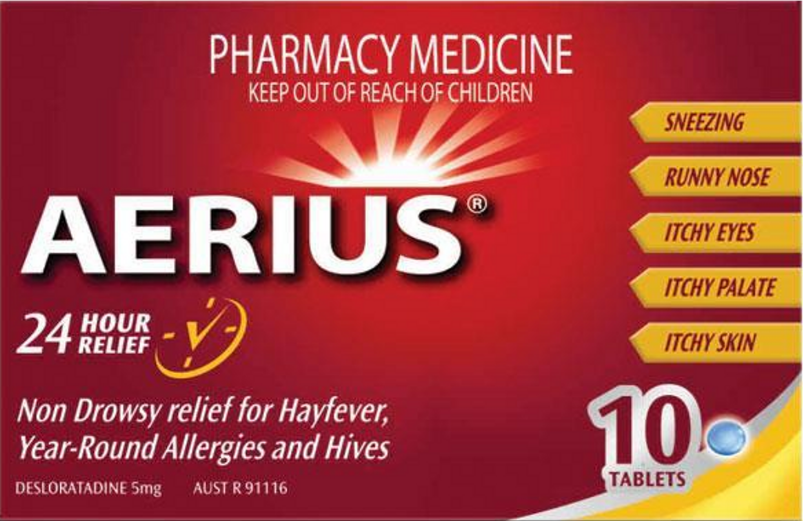 PHARMACY MEDICINE
KEEP OUT OF REACH OF CHILDREN
AERIUS®
24 HOUR
RELIEF
Non Drowsy relief for Hayfever,
Year-Round Allergies and Hives
DESLORATADINE 5mg AUST R 91116
SNEEZING
RUNNY NOSE
ITCHY EYES
ITCHY PALATE
ITCHY SKIN
10
TABLETS